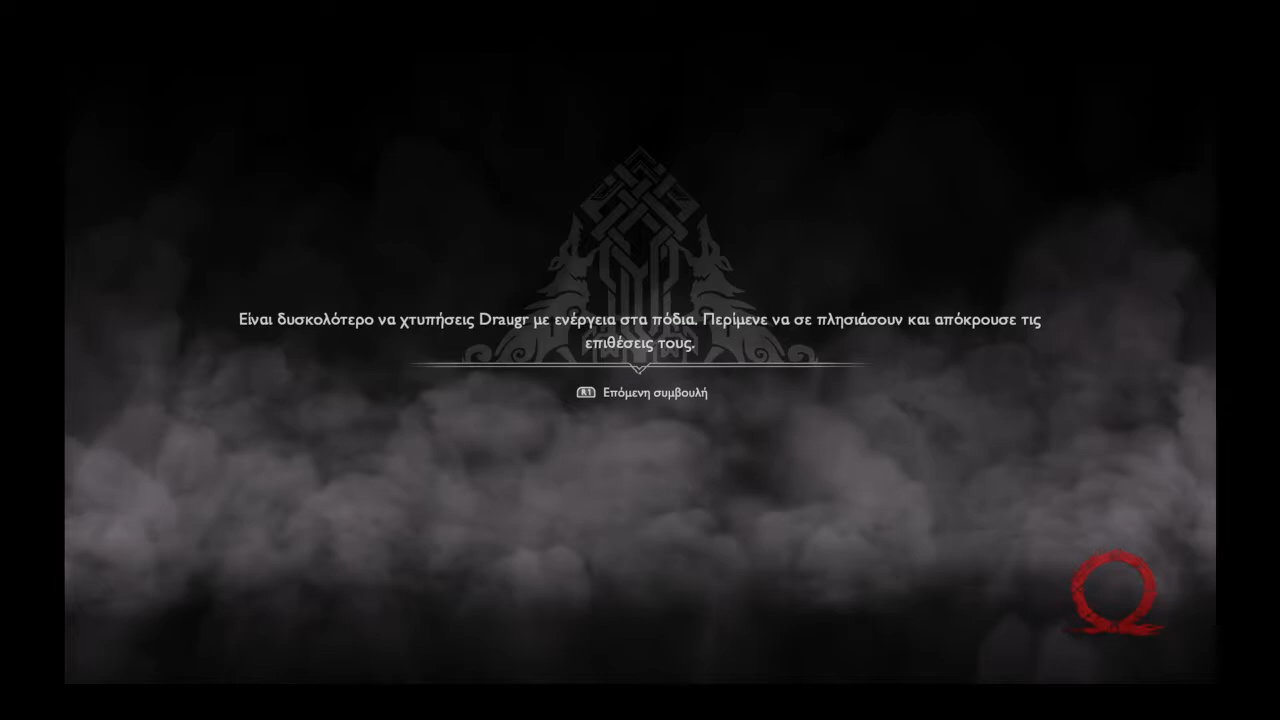 Είναι δυσκολότερο να χτυπήσεις Draugr με ενέργεια στα πόδια. Περίμενε να σε πλησιάσουν και απόκρουσε τις
επιθέσεις τους.
R1 Επόμενη συμβουλή